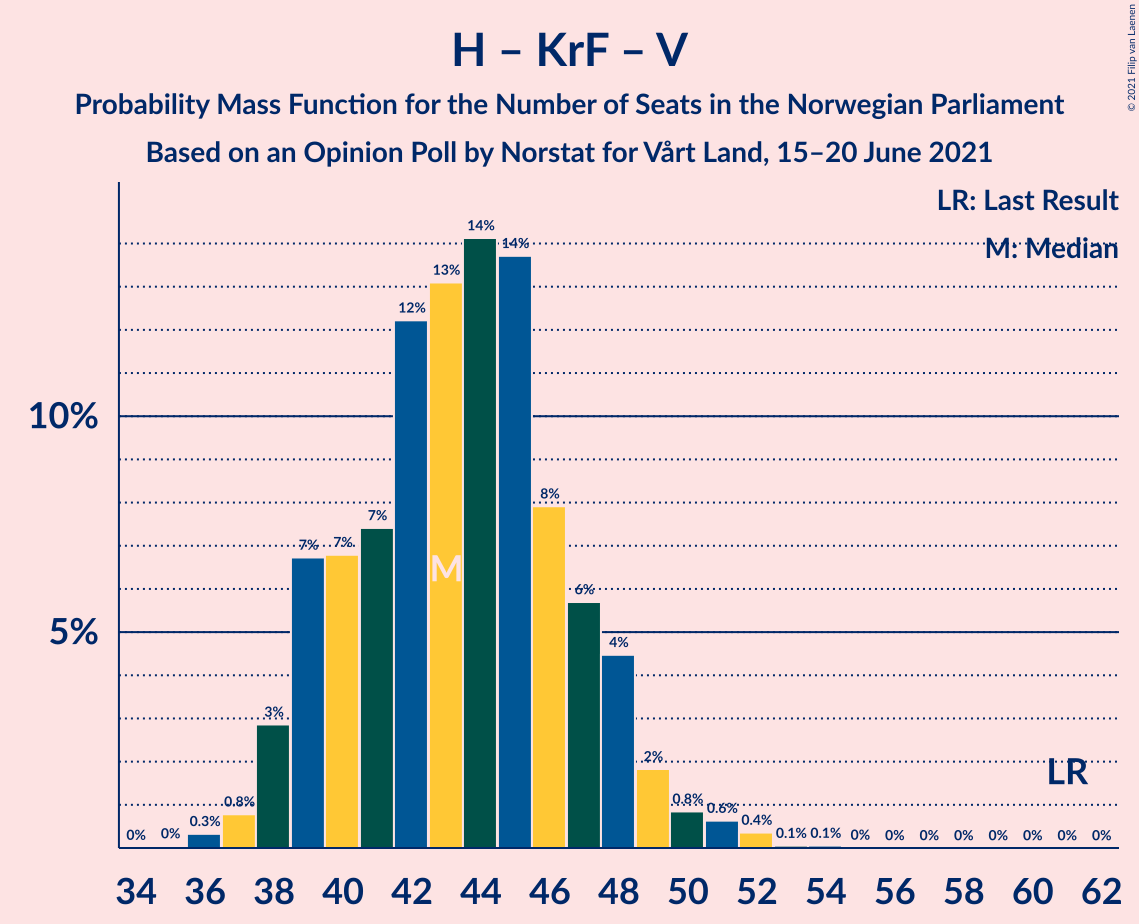 H – KrF – V
Probability Mass Function for the Number of Seats in the Norwegian Parliament
Based on an Opinion Poll by Norstat for Vårt Land, 15–20 June 2021
© 2021 Filip van Laenen
LR: Last Result
M: Median
10%
5%
0% 0% 0.3% 0.8% 3% 7% 7% 7% 12% 13% 14% 14% 8% 6% 4% 2% 0.8% 0.6% 0.4% 0.1% 0.1% 0% 0% 0% 0% 0% 0% 0% 0%
M
LR
34 36 38 40 42 44 46 48 50 52 54 56 58 60 62